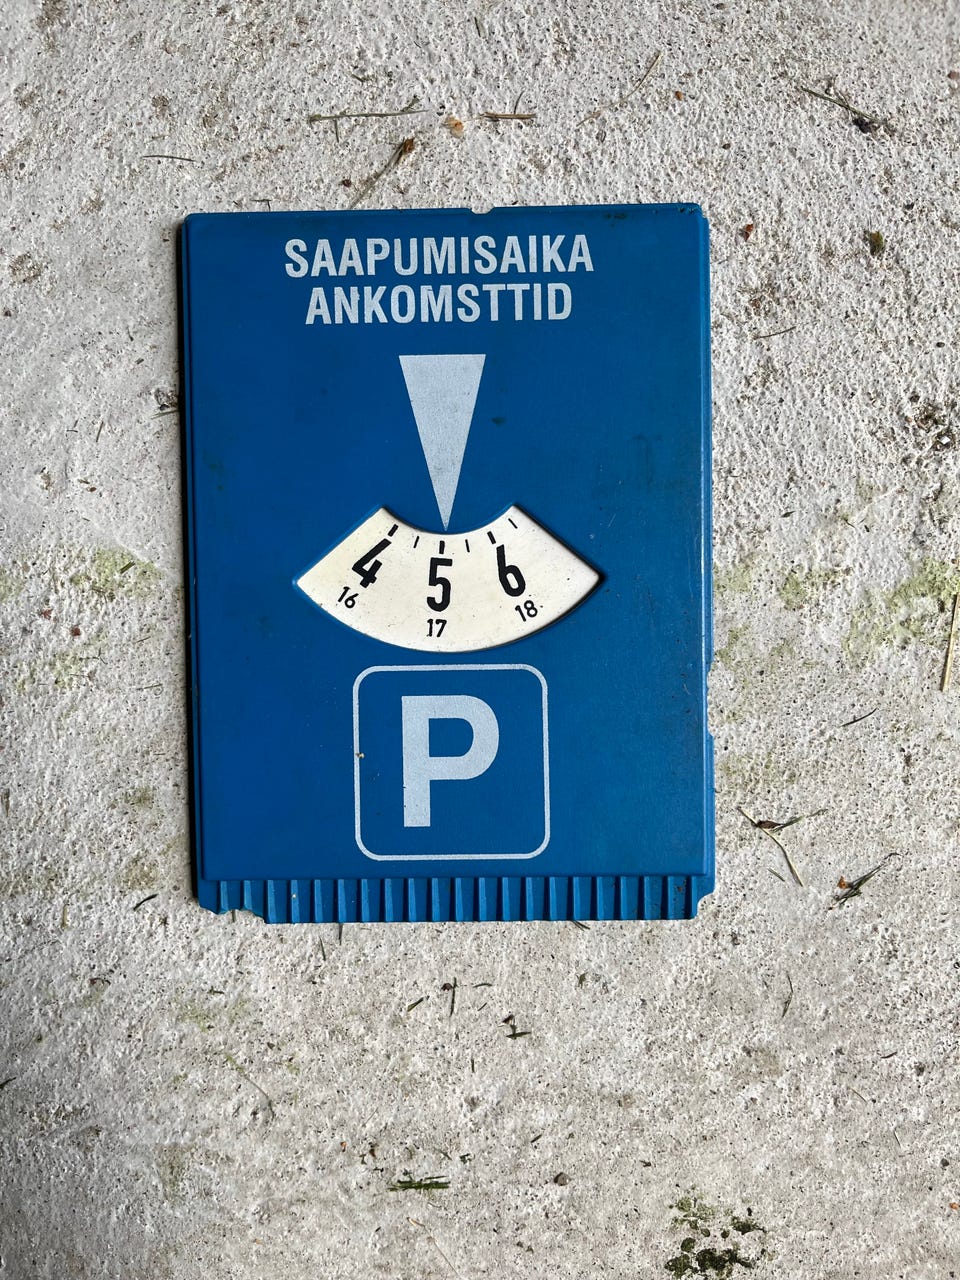 SAAPUMISAIKA
ANKOMSTTID
4 5 6
16 17 18
P